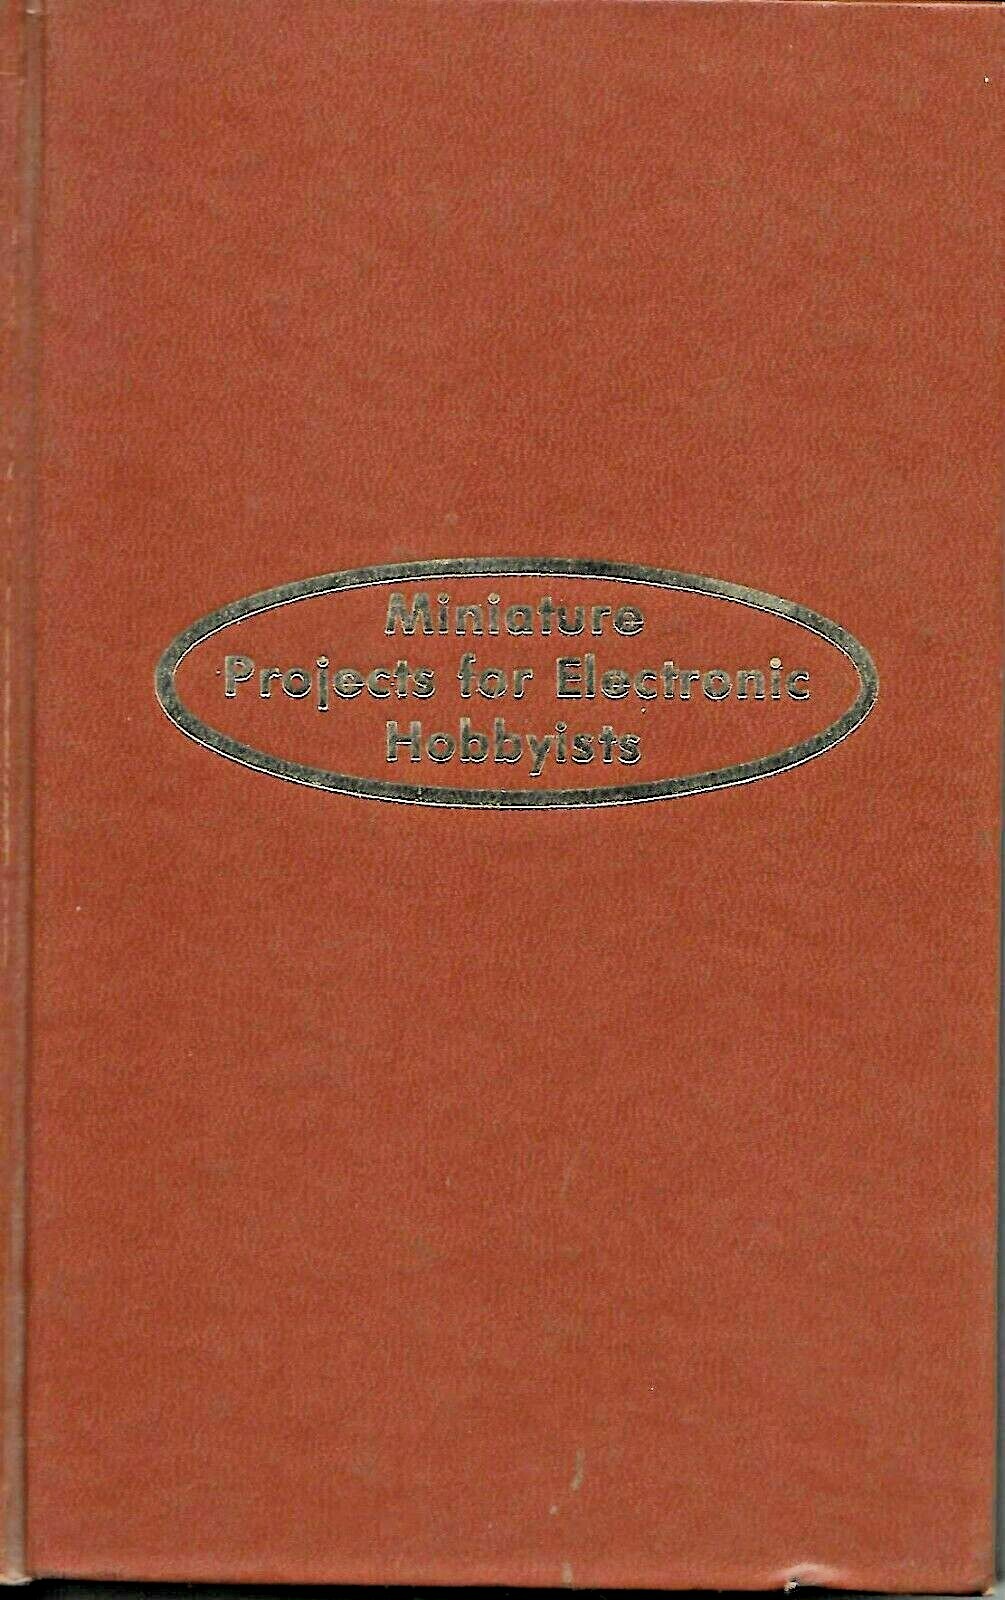 Miniature
Projects for Electronic
Hobbyists